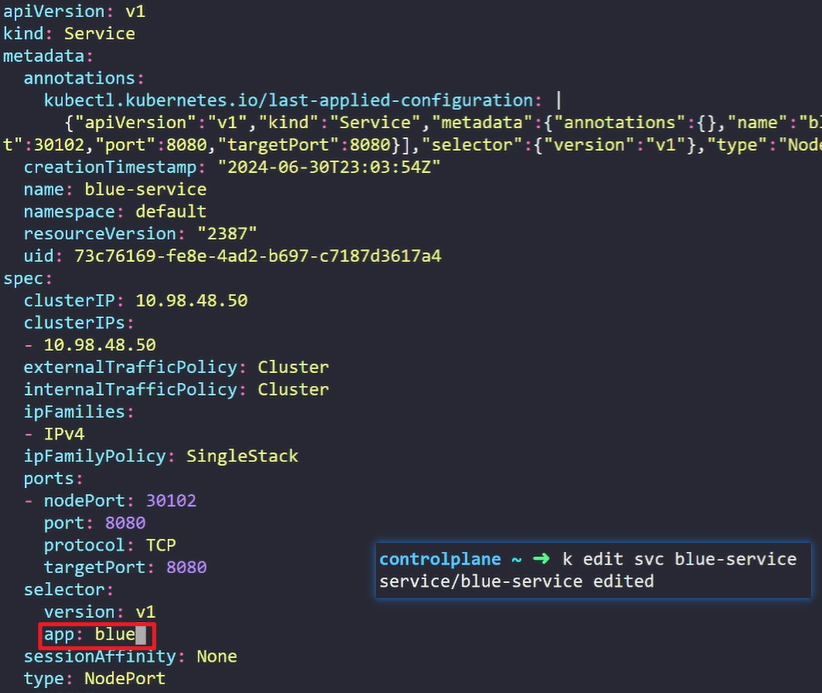 apiVersion: v1
kind: Service
metadata:
  annotations:
    kubectl.kubernetes.io/last-applied-configuration: |
      {"apiVersion":"v1","kind":"Service","metadata":{"annotations":{},"name":"bl
t":30102,"port":8080,"targetPort":8080}],"selector":{"version":"v1"},"type":"Node
  creationTimestamp: "2024-06-30T23:03:54Z"
  name: blue-service
  namespace: default
  resourceVersion: "2387"
  uid: 73c76169-fe8e-4ad2-b697-c7187d3617a4
spec:
  clusterIP: 10.98.48.50
  clusterIPs:
  - 10.98.48.50
  externalTrafficPolicy: Cluster
  internalTrafficPolicy: Cluster
  ipFamilies:
  - IPv4
  ipFamilyPolicy: SingleStack
  ports:
  - nodePort: 30102
    port: 8080
    protocol: TCP
    targetPort: 8080
  selector:
    version: v1
    app: blue
  sessionAffinity: None
  type: NodePort
controlplane ~ ➜ k edit svc blue-service
service/blue-service edited